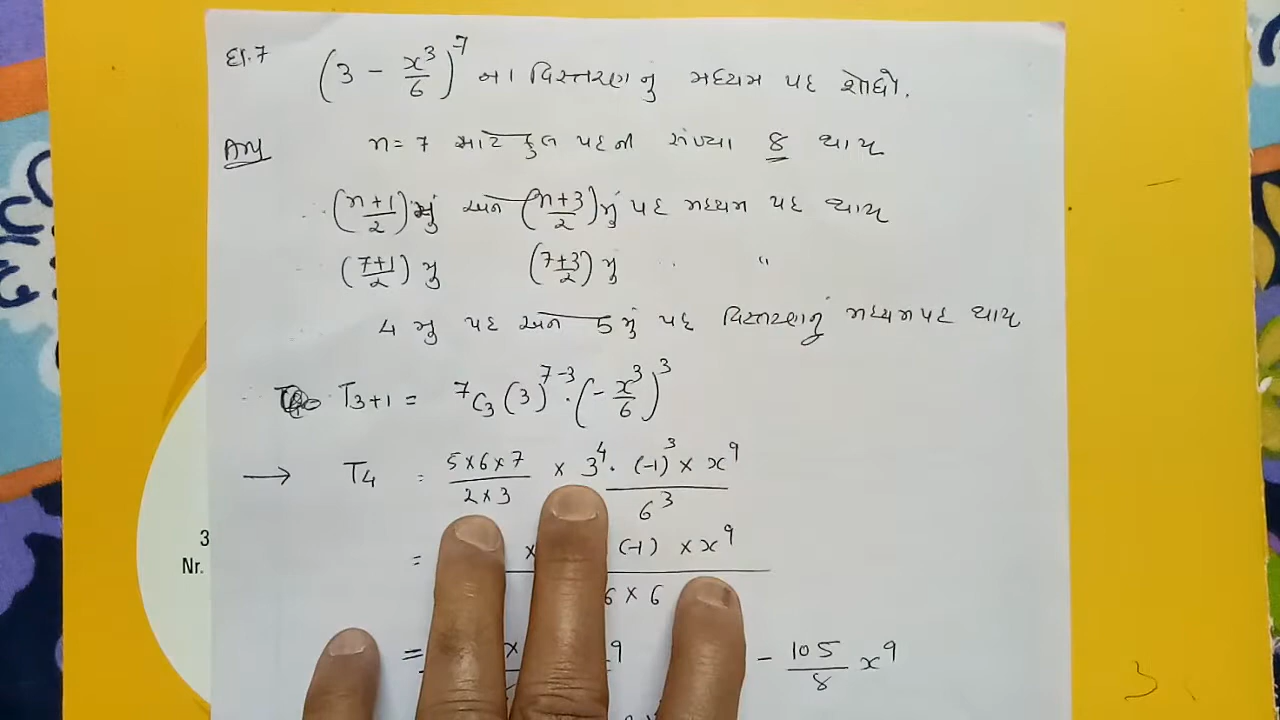 દા.7 (3 - x³/6)⁷ ના વિસ્તરણનું મધ્યમ પદ શોધો.
Ans n = 7 માટે કુલ પદની સંખ્યા 8 થાય
∴ (n+1/2) મું અને (n+3/2) મું પદ મધ્યમ પદ થાય
(7+1/2) મું (7+3/2) મું "
4 મું પદ અને 5 મું પદ વિસ્તરણનું મધ્યમપદ થાય
T₃₊₁ = ⁷C₃ (3)⁷⁻³ · (- x³/6)³
→ T₄ = 5×6×7/2×3 × 3⁴ · (-1)³ × x⁹/6³
3
Nr.
= × (-1) × x⁹ / 6 × 6
= x 9 - 105/8 x⁹